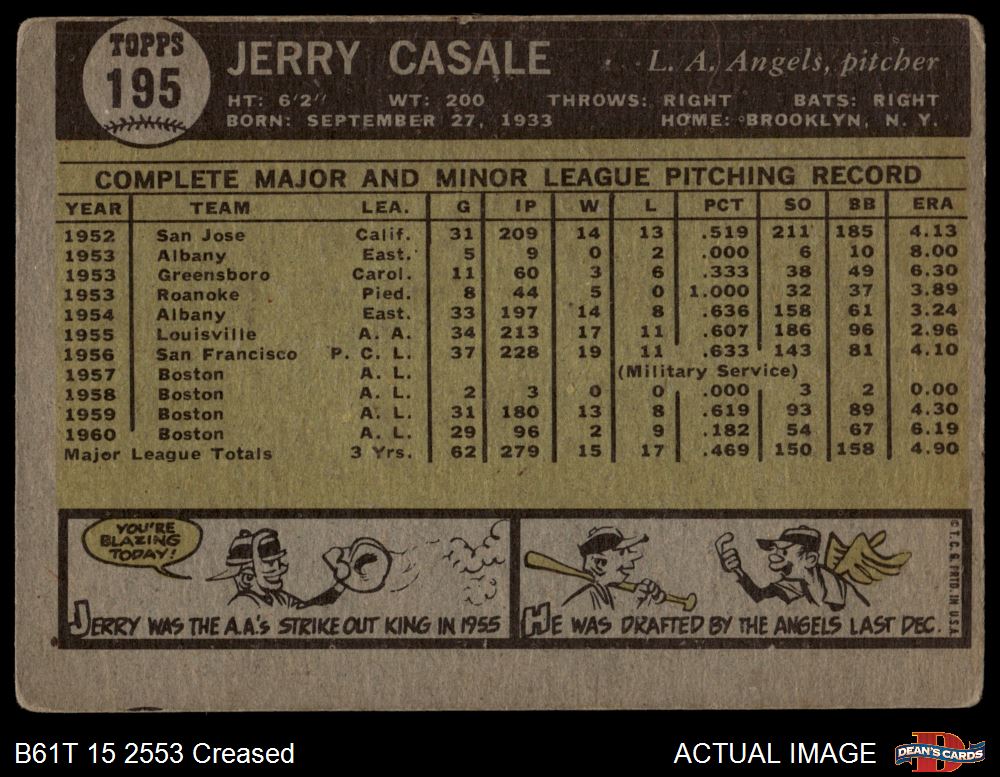 TOPPS
195
JERRY CASALE L. A. Angels, pitcher
HT: 6'2" WT: 200 THROWS: RIGHT BATS: RIGHT
BORN: SEPTEMBER 27, 1933 HOME: BROOKLYN, N. Y.
COMPLETE MAJOR AND MINOR LEAGUE PITCHING RECORD
YEAR TEAM LEA. G IP W L PCT SO BB ERA
1952 San Jose Calif. 31 209 14 13 .519 211 185 4.13
1953 Albany East. 5 9 0 2 .000 6 10 8.00
1953 Greensboro Carol. 11 60 3 6 .333 38 49 6.30
1953 Roanoke Pied. 8 44 5 0 1.000 32 37 3.89
1954 Albany East. 33 197 14 8 .636 158 61 3.24
1955 Louisville A. A. 34 213 17 11 .607 186 96 2.96
1956 San Francisco P. C. L. 37 228 19 11 .633 143 81 4.10
1957 Boston A. L. (Military Service)
1958 Boston A. L. 2 3 0 0 .000 3 2 0.00
1959 Boston A. L. 31 180 13 8 .619 93 89 4.30
1960 Boston A. L. 29 96 2 9 .182 54 67 6.19
Major League Totals 3 Yrs. 62 279 15 17 .469 150 158 4.90
YOU'RE
BLAZING
TODAY!
JERRY WAS THE A.A.'s STRIKE OUT KING IN 1955
HE WAS DRAFTED BY THE ANGELS LAST DEC.
© T. C. G. PRTD. IN U.S.A.
B61T 15 2553 Creased
ACTUAL IMAGE
D
DEAN'S CARDS